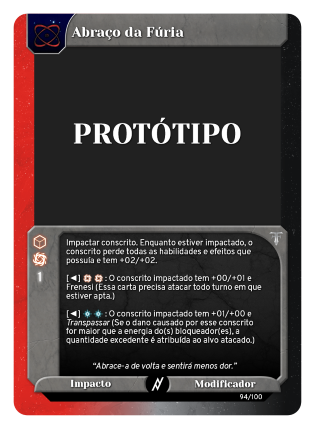 Abraço da Fúria
PROTÓTIPO
Impactar conscrito. Enquanto estiver impactado, o
conscrito perde todas as habilidades e efeitos que
possuía e tem +02/+02.
[◄] : O conscrito impactado tem +00/+01 e
Frenesi (Essa carta precisa atacar todo turno em que
estiver apta.)
[◄] : O conscrito impactado tem +01/+00 e
Transpassar (Se o dano causado por esse conscrito
for maior que a energia do(s) bloqueador(es), a
quantidade excedente é atribuída ao alvo atacado.)
1
“Abrace-a de volta e sentirá menos dor.”
Impacto
Modificador
94/100